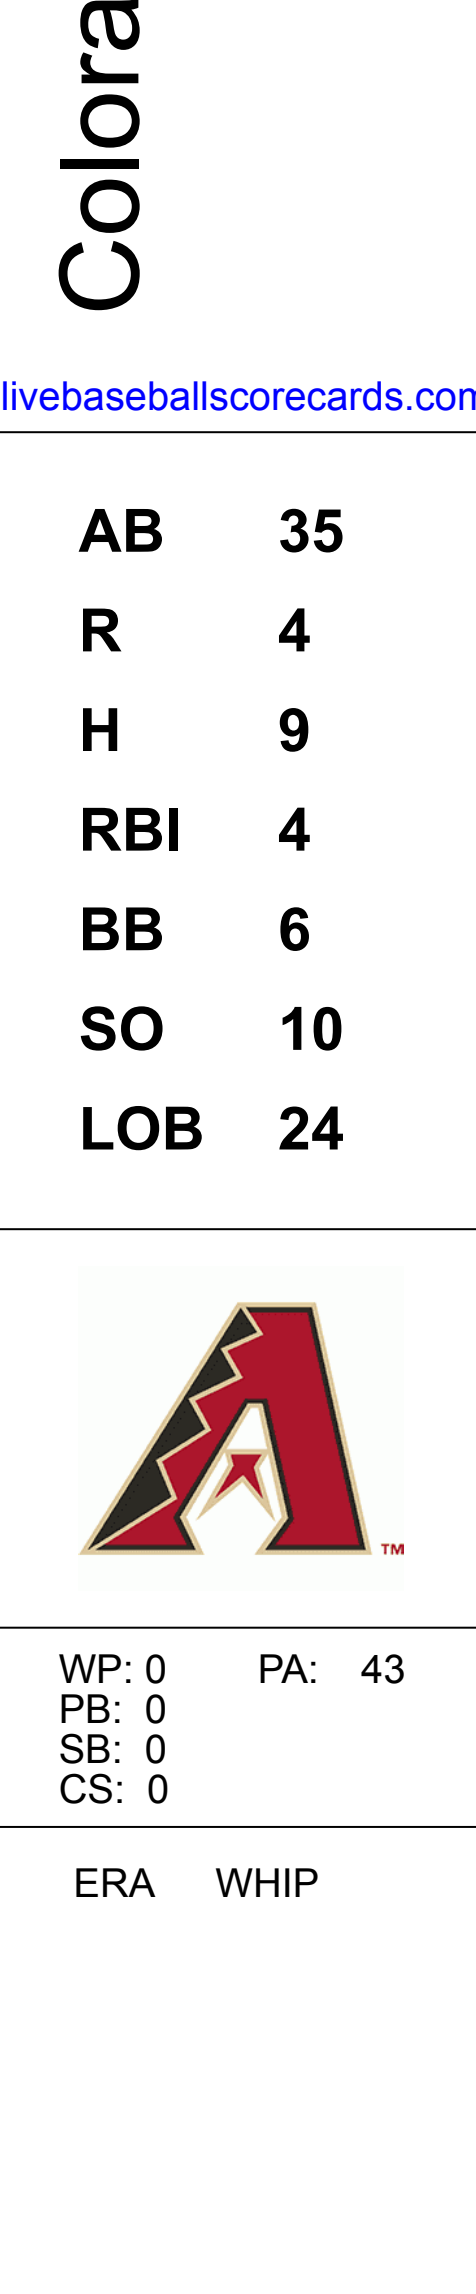 Colora
livebaseballscorecards.com
AB 35
R 4
H 9
RBI 4
BB 6
SO 10
LOB 24
A
TM
WP: 0 PA: 43
PB: 0
SB: 0
CS: 0
ERA WHIP